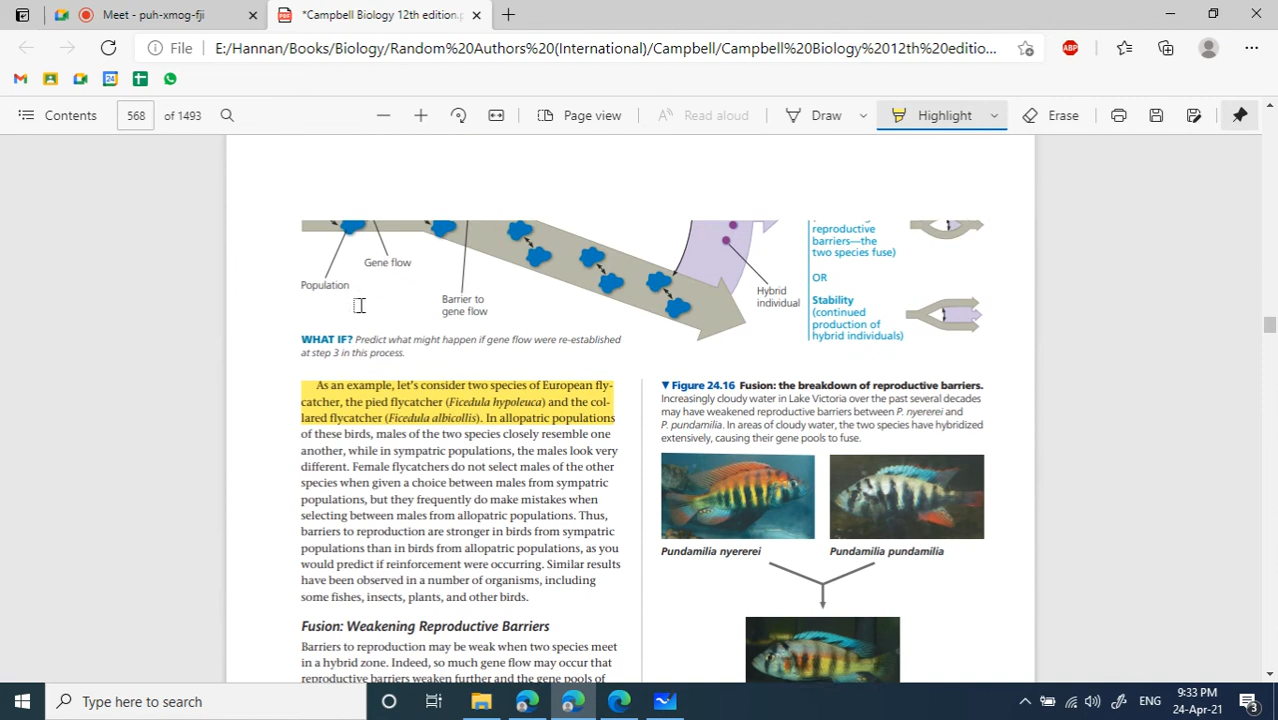 Meet - puh-xmog-fji
*Campbell Biology 12th edition.p
File
E:/Hannan/Books/Biology/Random%20Authors%20(International)/Campbell/Campbell%20Biology%2012th%20editio...
ABP
24
Contents
568
of 1493
Page view
Read aloud
Draw
Highlight
Erase
Population
Gene flow
Barrier to
gene flow
Hybrid
individual
reproductive
barriers—the
two species fuse)
OR
Stability
(continued
production of
hybrid individuals)
WHAT IF? Predict what might happen if gene flow were re-established
at step 3 in this process.
As an example, let's consider two species of European fly-
catcher, the pied flycatcher (Ficedula hypoleuca) and the col-
lared flycatcher (Ficedula albicollis). In allopatric populations
of these birds, males of the two species closely resemble one
another, while in sympatric populations, the males look very
different. Female flycatchers do not select males of the other
species when given a choice between males from sympatric
populations, but they frequently do make mistakes when
selecting between males from allopatric populations. Thus,
barriers to reproduction are stronger in birds from sympatric
populations than in birds from allopatric populations, as you
would predict if reinforcement were occurring. Similar results
have been observed in a number of organisms, including
some fishes, insects, plants, and other birds.
Fusion: Weakening Reproductive Barriers
Barriers to reproduction may be weak when two species meet
in a hybrid zone. Indeed, so much gene flow may occur that
reproductive barriers weaken further and the gene pools of
▼ Figure 24.16 Fusion: the breakdown of reproductive barriers.
Increasingly cloudy water in Lake Victoria over the past several decades
may have weakened reproductive barriers between P. nyererei and
P. pundamilia. In areas of cloudy water, the two species have hybridized
extensively, causing their gene pools to fuse.
Pundamilia nyererei
Pundamilia pundamilia
Type here to search
ENG
9:33 PM
24-Apr-21
3